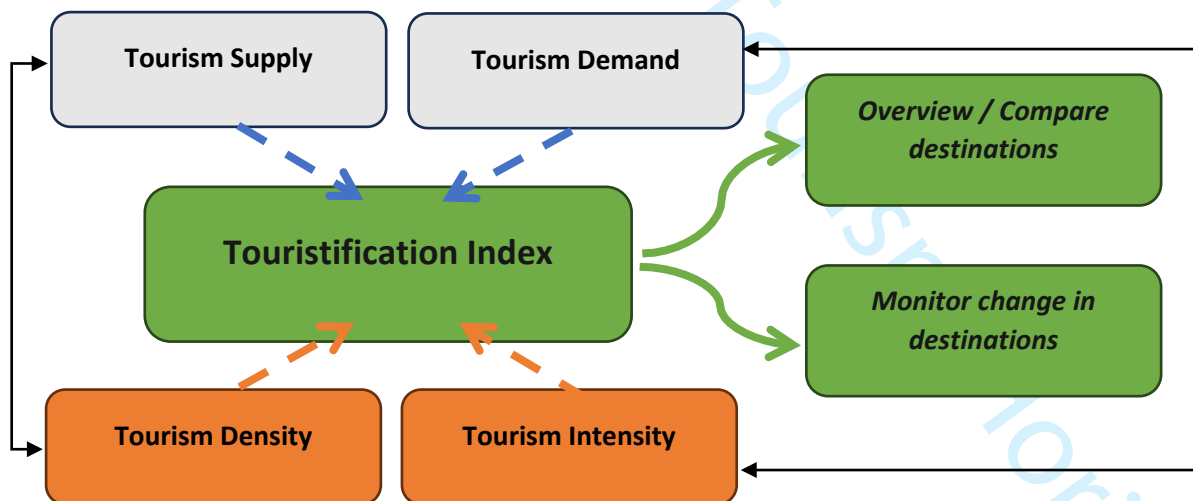 Tourism Supply
Tourism Demand
Overview / Compare
destinations
Touristification Index
Monitor change in
destinations
Tourism Density
Tourism Intensity